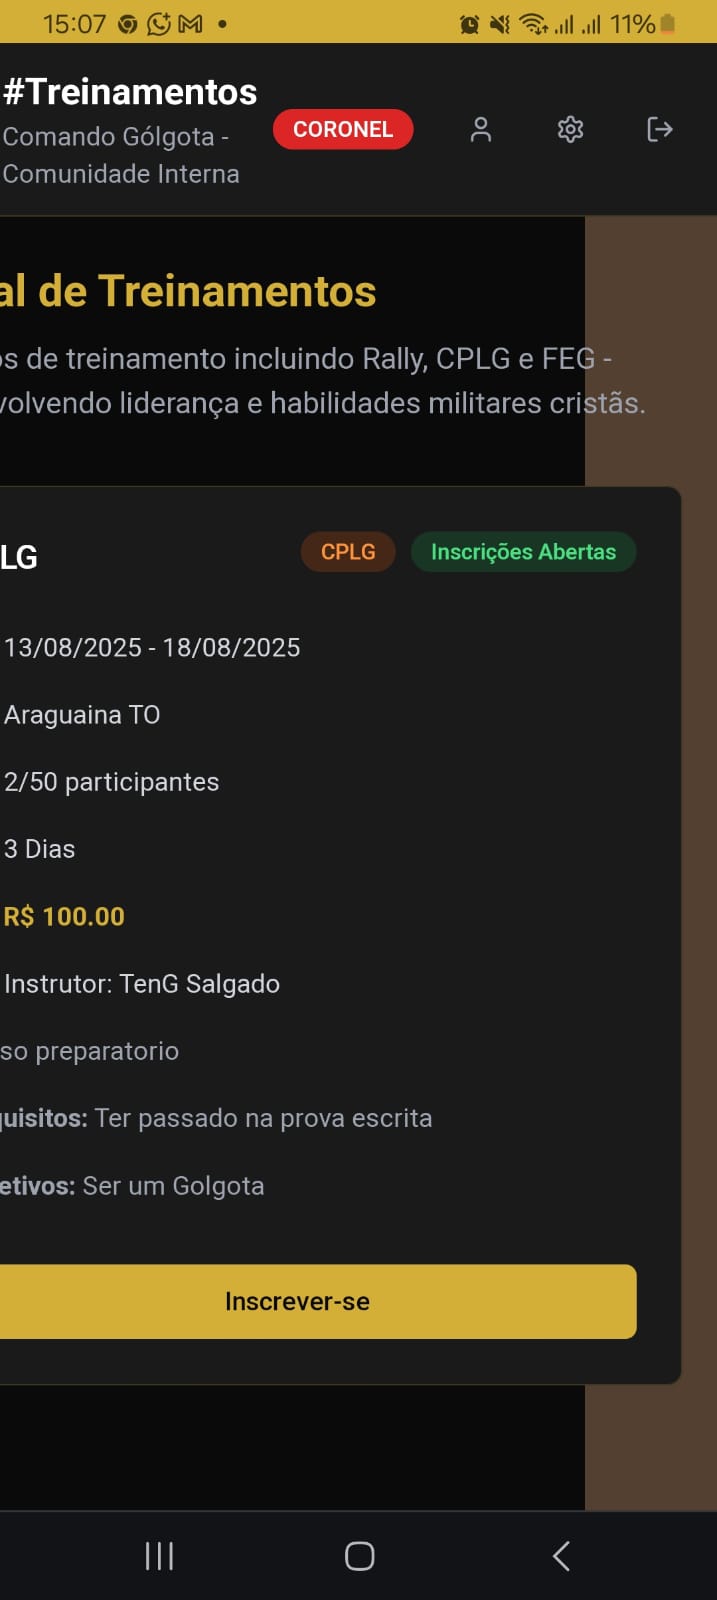 15:07
11%
#Treinamentos
Comando Gólgota -
Comunidade Interna
CORONEL
al de Treinamentos
os de treinamento incluindo Rally, CPLG e FEG -
volvendo liderança e habilidades militares cristãs.
LG
CPLG
Inscrições Abertas
13/08/2025 - 18/08/2025
Araguaina TO
2/50 participantes
3 Dias
R$ 100.00
Instrutor: TenG Salgado
so preparatorio
quisitos: Ter passado na prova escrita
etivos: Ser um Golgota
Inscrever-se